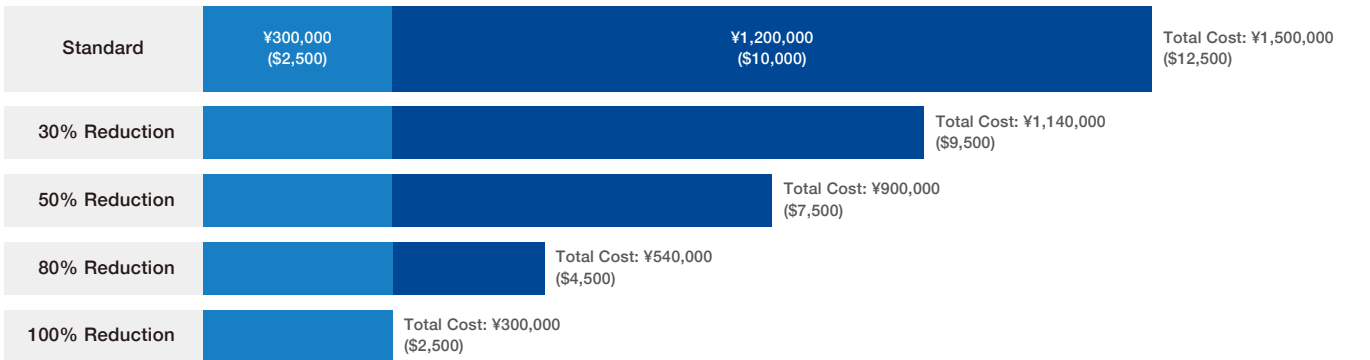 Standard
¥300,000
($2,500)
¥1,200,000
($10,000)
Total Cost: ¥1,500,000
($12,500)
30% Reduction
Total Cost: ¥1,140,000
($9,500)
50% Reduction
Total Cost: ¥900,000
($7,500)
80% Reduction
Total Cost: ¥540,000
($4,500)
100% Reduction
Total Cost: ¥300,000
($2,500)